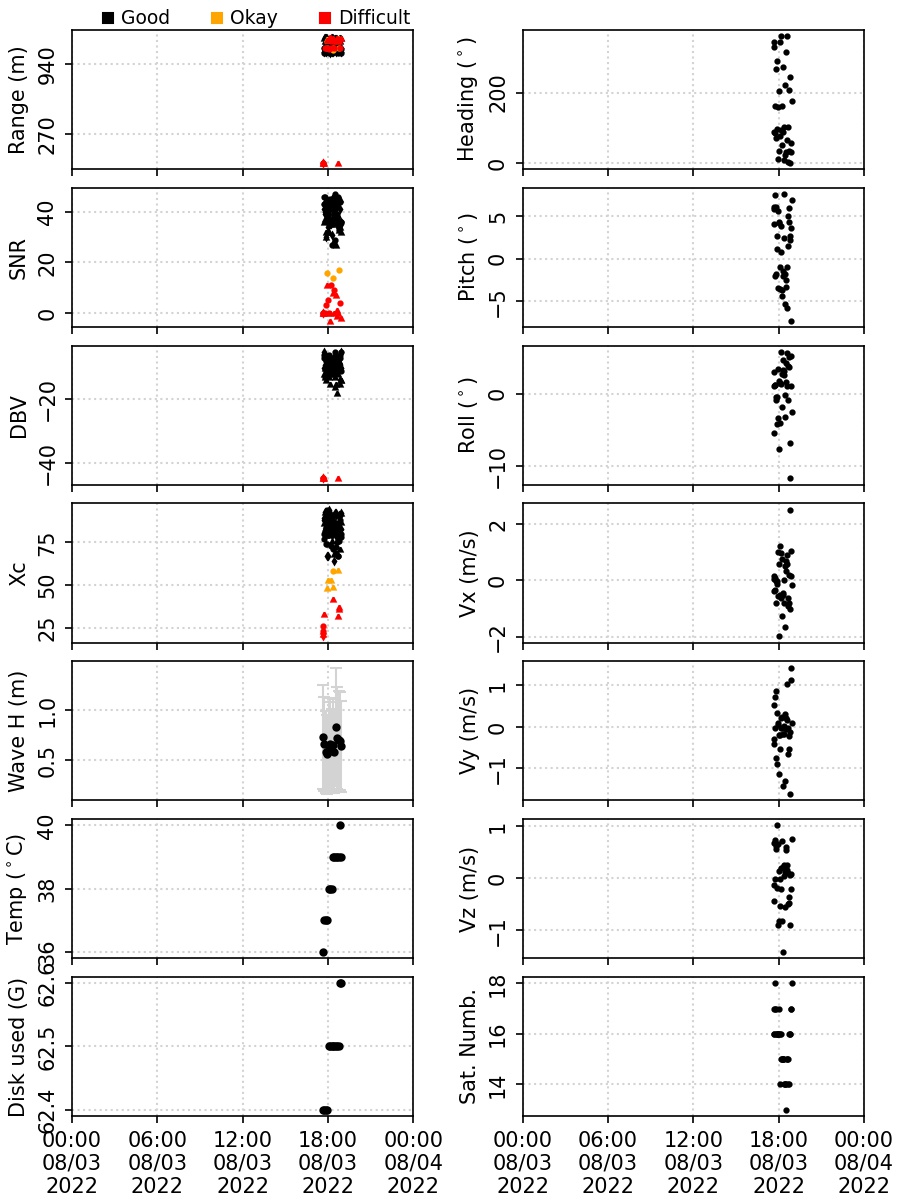 Good Okay Difficult
Range (m)
940
270
Heading (°)
200
0
SNR
40
20
0
Pitch (°)
5
0
−5
DBV
−20
−40
Roll (°)
0
−10
Xc
75
50
25
Vx (m/s)
2
0
−2
Wave H (m)
1.0
0.5
Vy (m/s)
1
0
−1
Temp (°C)
40
38
36
Vz (m/s)
1
0
−1
Disk used (G)
62.5
62.4
Sat. Numb.
18
16
14
00:00 06:00 12:00 18:00 00:00
08/03 08/03 08/03 08/03 08/04
2022 2022 2022 2022 2022
00:00 06:00 12:00 18:00 00:00
08/03 08/03 08/03 08/03 08/04
2022 2022 2022 2022 2022